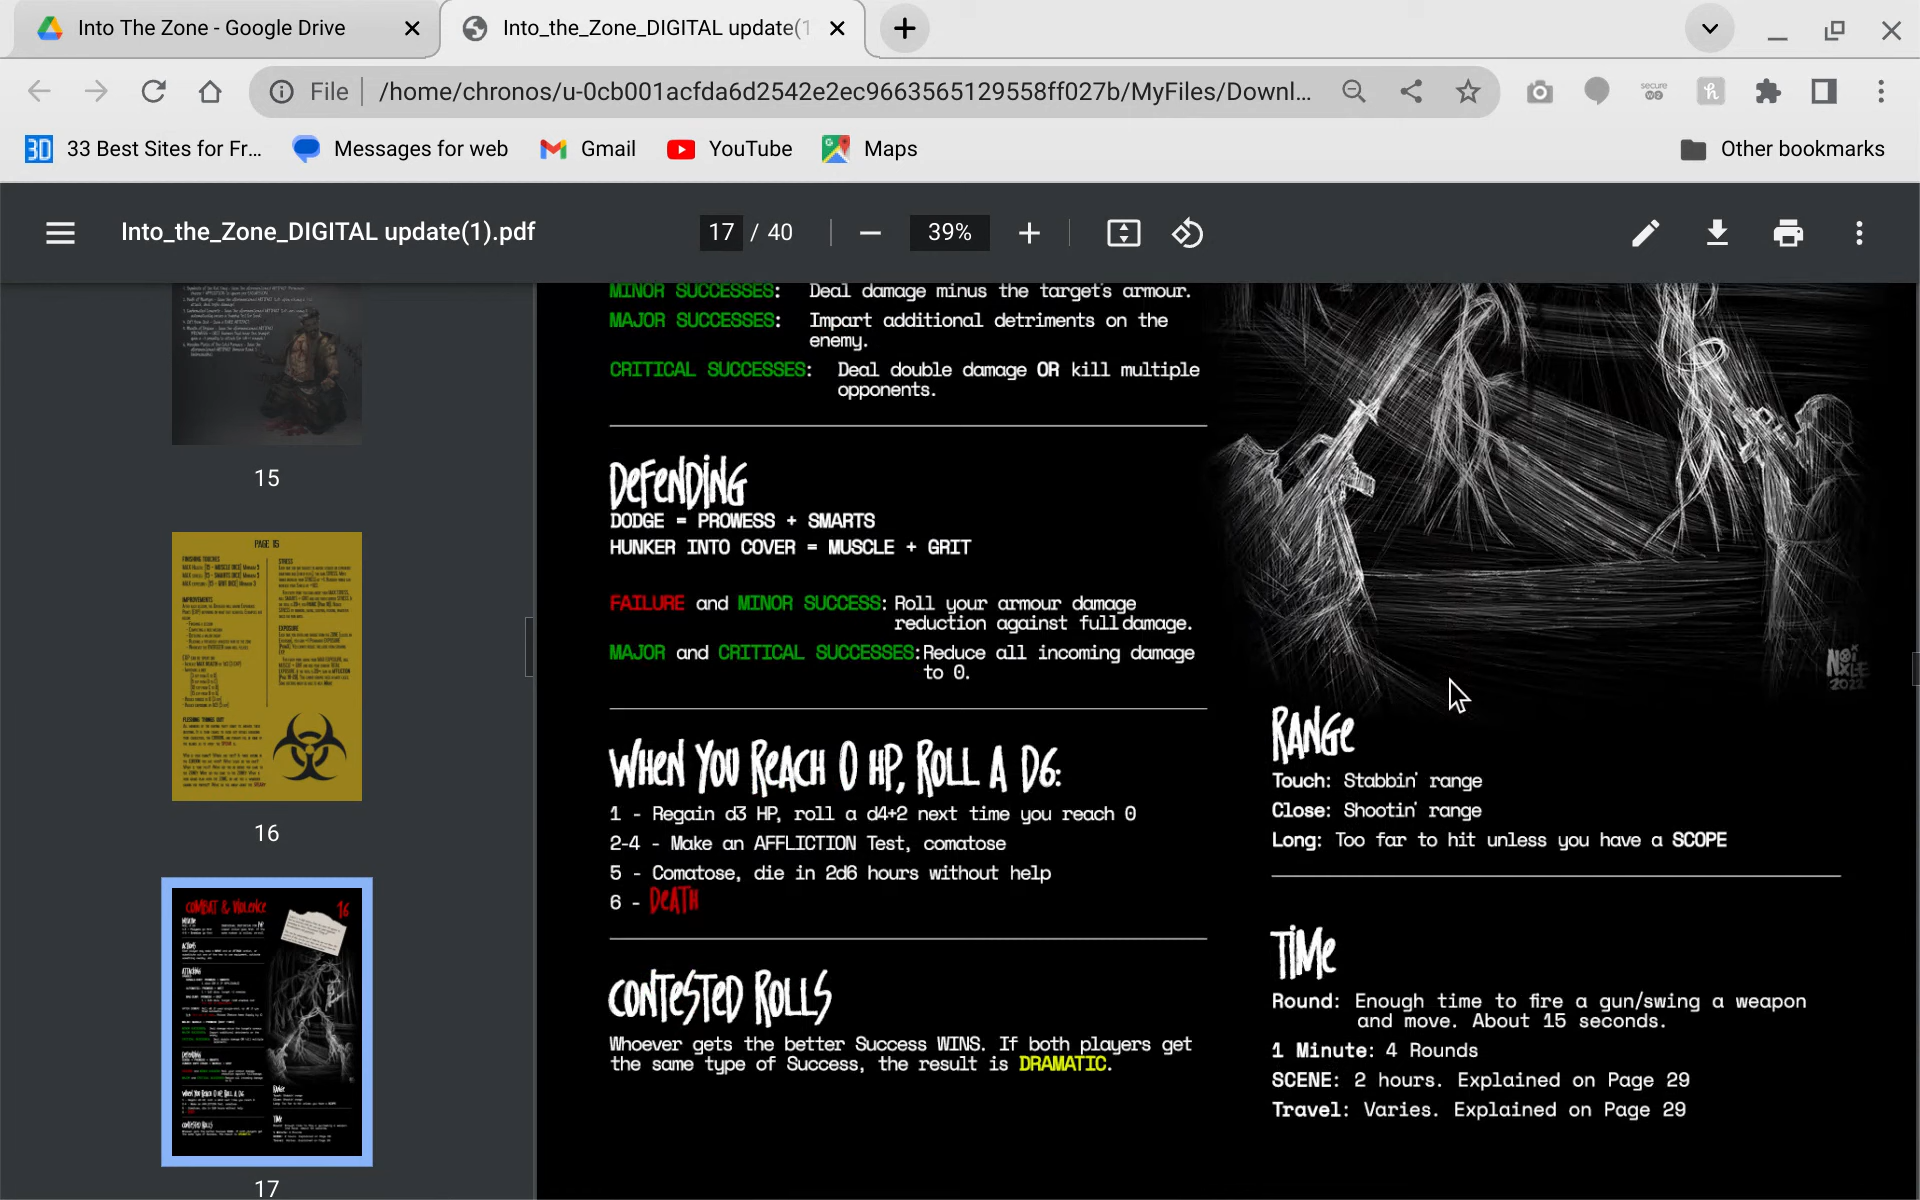 Into The Zone - Google Drive
Into_the_Zone_DIGITAL update(1
File
/home/chronos/u-0cb001acfda6d2542e2ec9663565129558ff027b/MyFiles/Downl...
secure
W2
33 Best Sites for Fr...
Messages for web
Gmail
YouTube
Maps
Other bookmarks
Into_the_Zone_DIGITAL update(1).pdf
17 / 40
39%
15
PAGE 15
16
COMBAT & VIOLENCE
16
17
MINOR SUCCESSES: Deal damage minus the target's armour.
MAJOR SUCCESSES: Impart additional detriments on the
enemy.
CRITICAL SUCCESSES: Deal double damage OR kill multiple
opponents.
DEFENDING
DODGE = PROWESS + SMARTS
HUNKER INTO COVER = MUSCLE + GRIT
FAILURE and MINOR SUCCESS: Roll your armour damage
reduction against full damage.
MAJOR and CRITICAL SUCCESSES: Reduce all incoming damage
to 0.
WHEN YOU REACH 0 HP, ROLL A D6:
1 - Regain d3 HP, roll a d4+2 next time you reach 0
2-4 - Make an AFFLICTION Test, comatose
5 - Comatose, die in 2d6 hours without help
6 - DEATH
CONTESTED ROLLS
Whoever gets the better Success WINS. If both players get
the same type of Success, the result is DRAMATIC.
2022
RANGE
Touch: Stabbin' range
Close: Shootin' range
Long: Too far to hit unless you have a SCOPE
TIME
Round: Enough time to fire a gun/swing a weapon
and move. About 15 seconds.
1 Minute: 4 Rounds
SCENE: 2 hours. Explained on Page 29
Travel: Varies. Explained on Page 29